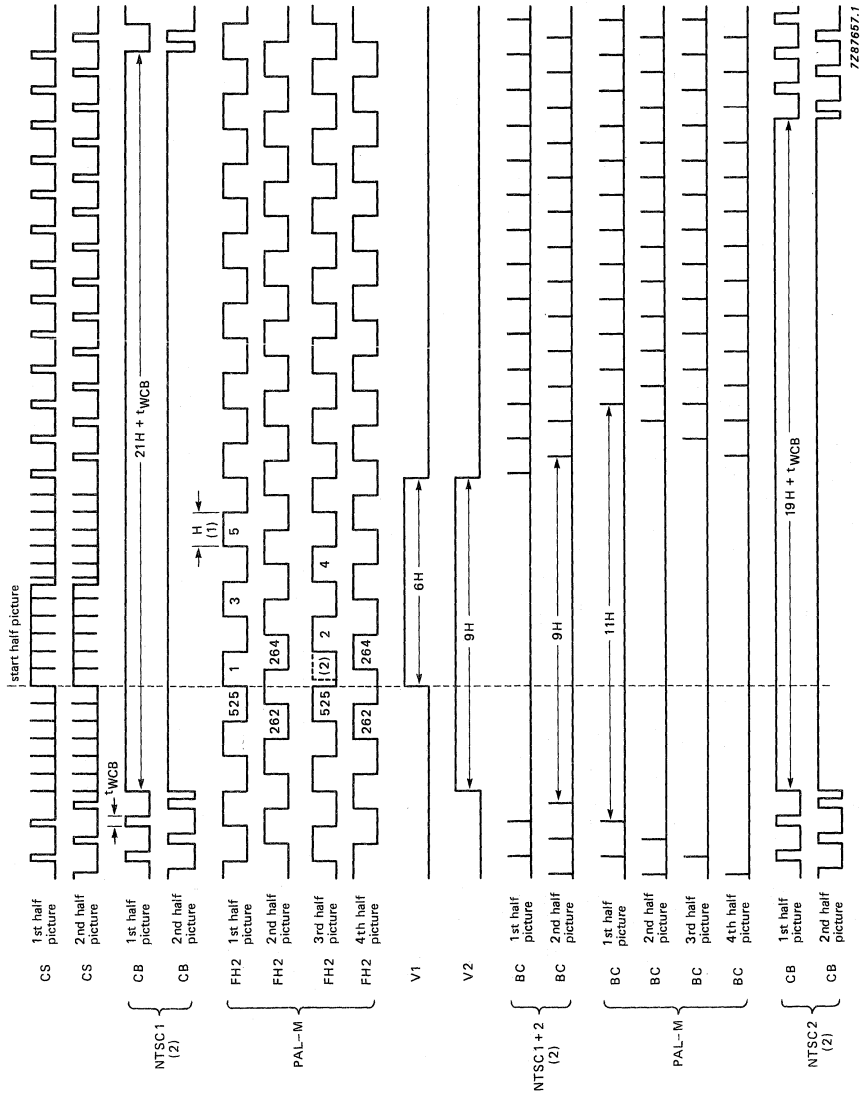 start half picture
CS 1st half
picture
CS 2nd half
picture
tWCB
NTSC1
(2)
CB 1st half
picture
21H + tWCB
CB 2nd half
picture
H
(1)
PAL–M
FH2 1st half
picture
525 1 3 5
FH2 2nd half
picture
262 264
FH2 3rd half
picture
525 (2) 2 4
FH2 4th half
picture
262 264
V1
6H
V2
9H
NTSC1+2
(2)
BC 1st half
picture
BC 2nd half
picture
9H
PAL–M
BC 1st half
picture
11H
BC 2nd half
picture
BC 3rd half
picture
BC 4th half
picture
NTSC2
(2)
CB 1st half
picture
19H + tWCB
CB 2nd half
picture
7Z87657.1